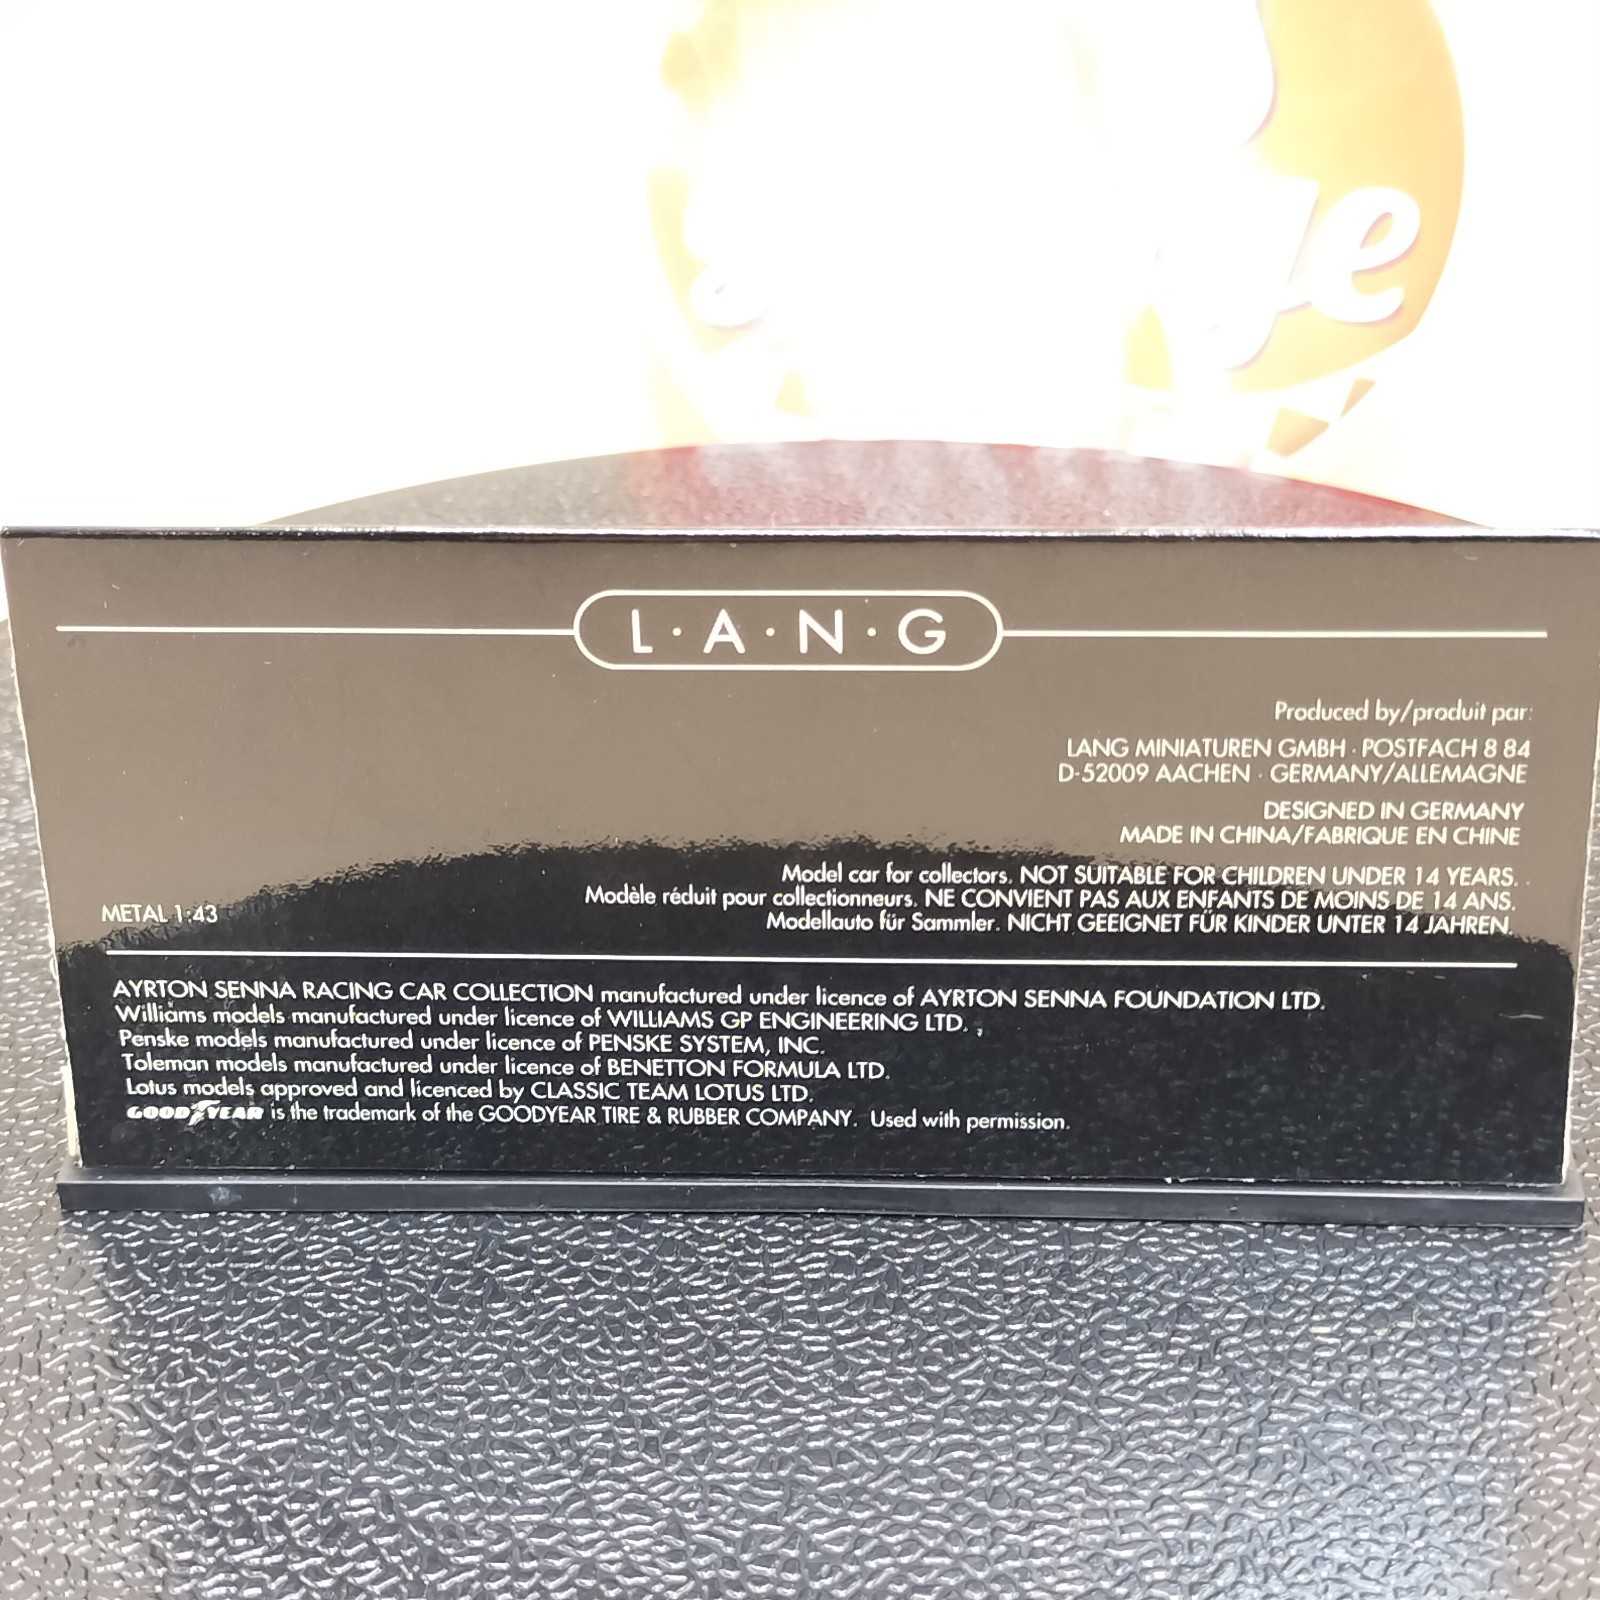 ge
L·A·N·G
Produced by/produit par:
LANG MINIATUREN GMBH · POSTFACH 8 84
D-52009 AACHEN · GERMANY/ALLEMAGNE
DESIGNED IN GERMANY
MADE IN CHINA/FABRIQUE EN CHINE
Model car for collectors. NOT SUITABLE FOR CHILDREN UNDER 14 YEARS.
Modèle réduit pour collectionneurs. NE CONVIENT PAS AUX ENFANTS DE MOINS DE 14 ANS.
METAL 1:43
Modellauto für Sammler. NICHT GEEIGNET FÜR KINDER UNTER 14 JAHREN.
AYRTON SENNA RACING CAR COLLECTION manufactured under licence of AYRTON SENNA FOUNDATION LTD.
Williams models manufactured under licence of WILLIAMS GP ENGINEERING LTD.
Penske models manufactured under licence of PENSKE SYSTEM, INC.
Toleman models manufactured under licence of BENETTON FORMULA LTD.
Lotus models approved and licenced by CLASSIC TEAM LOTUS LTD.
GOODYEAR is the trademark of the GOODYEAR TIRE & RUBBER COMPANY. Used with permission.